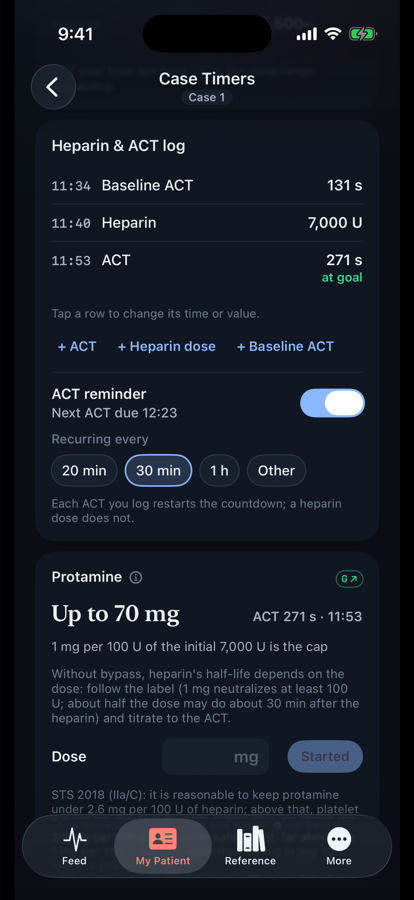 9:41
Case Timers
Case 1
Heparin & ACT log
11:34 Baseline ACT 131 s
11:40 Heparin 7,000 U
11:53 ACT 271 s
at goal
Tap a row to change its time or value.
+ ACT + Heparin dose + Baseline ACT
ACT reminder
Next ACT due 12:23
Recurring every
20 min 30 min 1 h Other
Each ACT you log restarts the countdown; a heparin
dose does not.
Protamine G↗
Up to 70 mg ACT 271 s · 11:53
1 mg per 100 U of the initial 7,000 U is the cap
Without bypass, heparin's half-life depends on the
dose: follow the label (1 mg neutralizes at least 100
U; about half the dose may do about 30 min after the
heparin) and titrate to the ACT.
Dose mg Started
STS 2018 (IIa/C): it is reasonable to keep protamine
under 2.6 mg per 100 U of heparin; above that, platelet
Feed My Patient Reference More